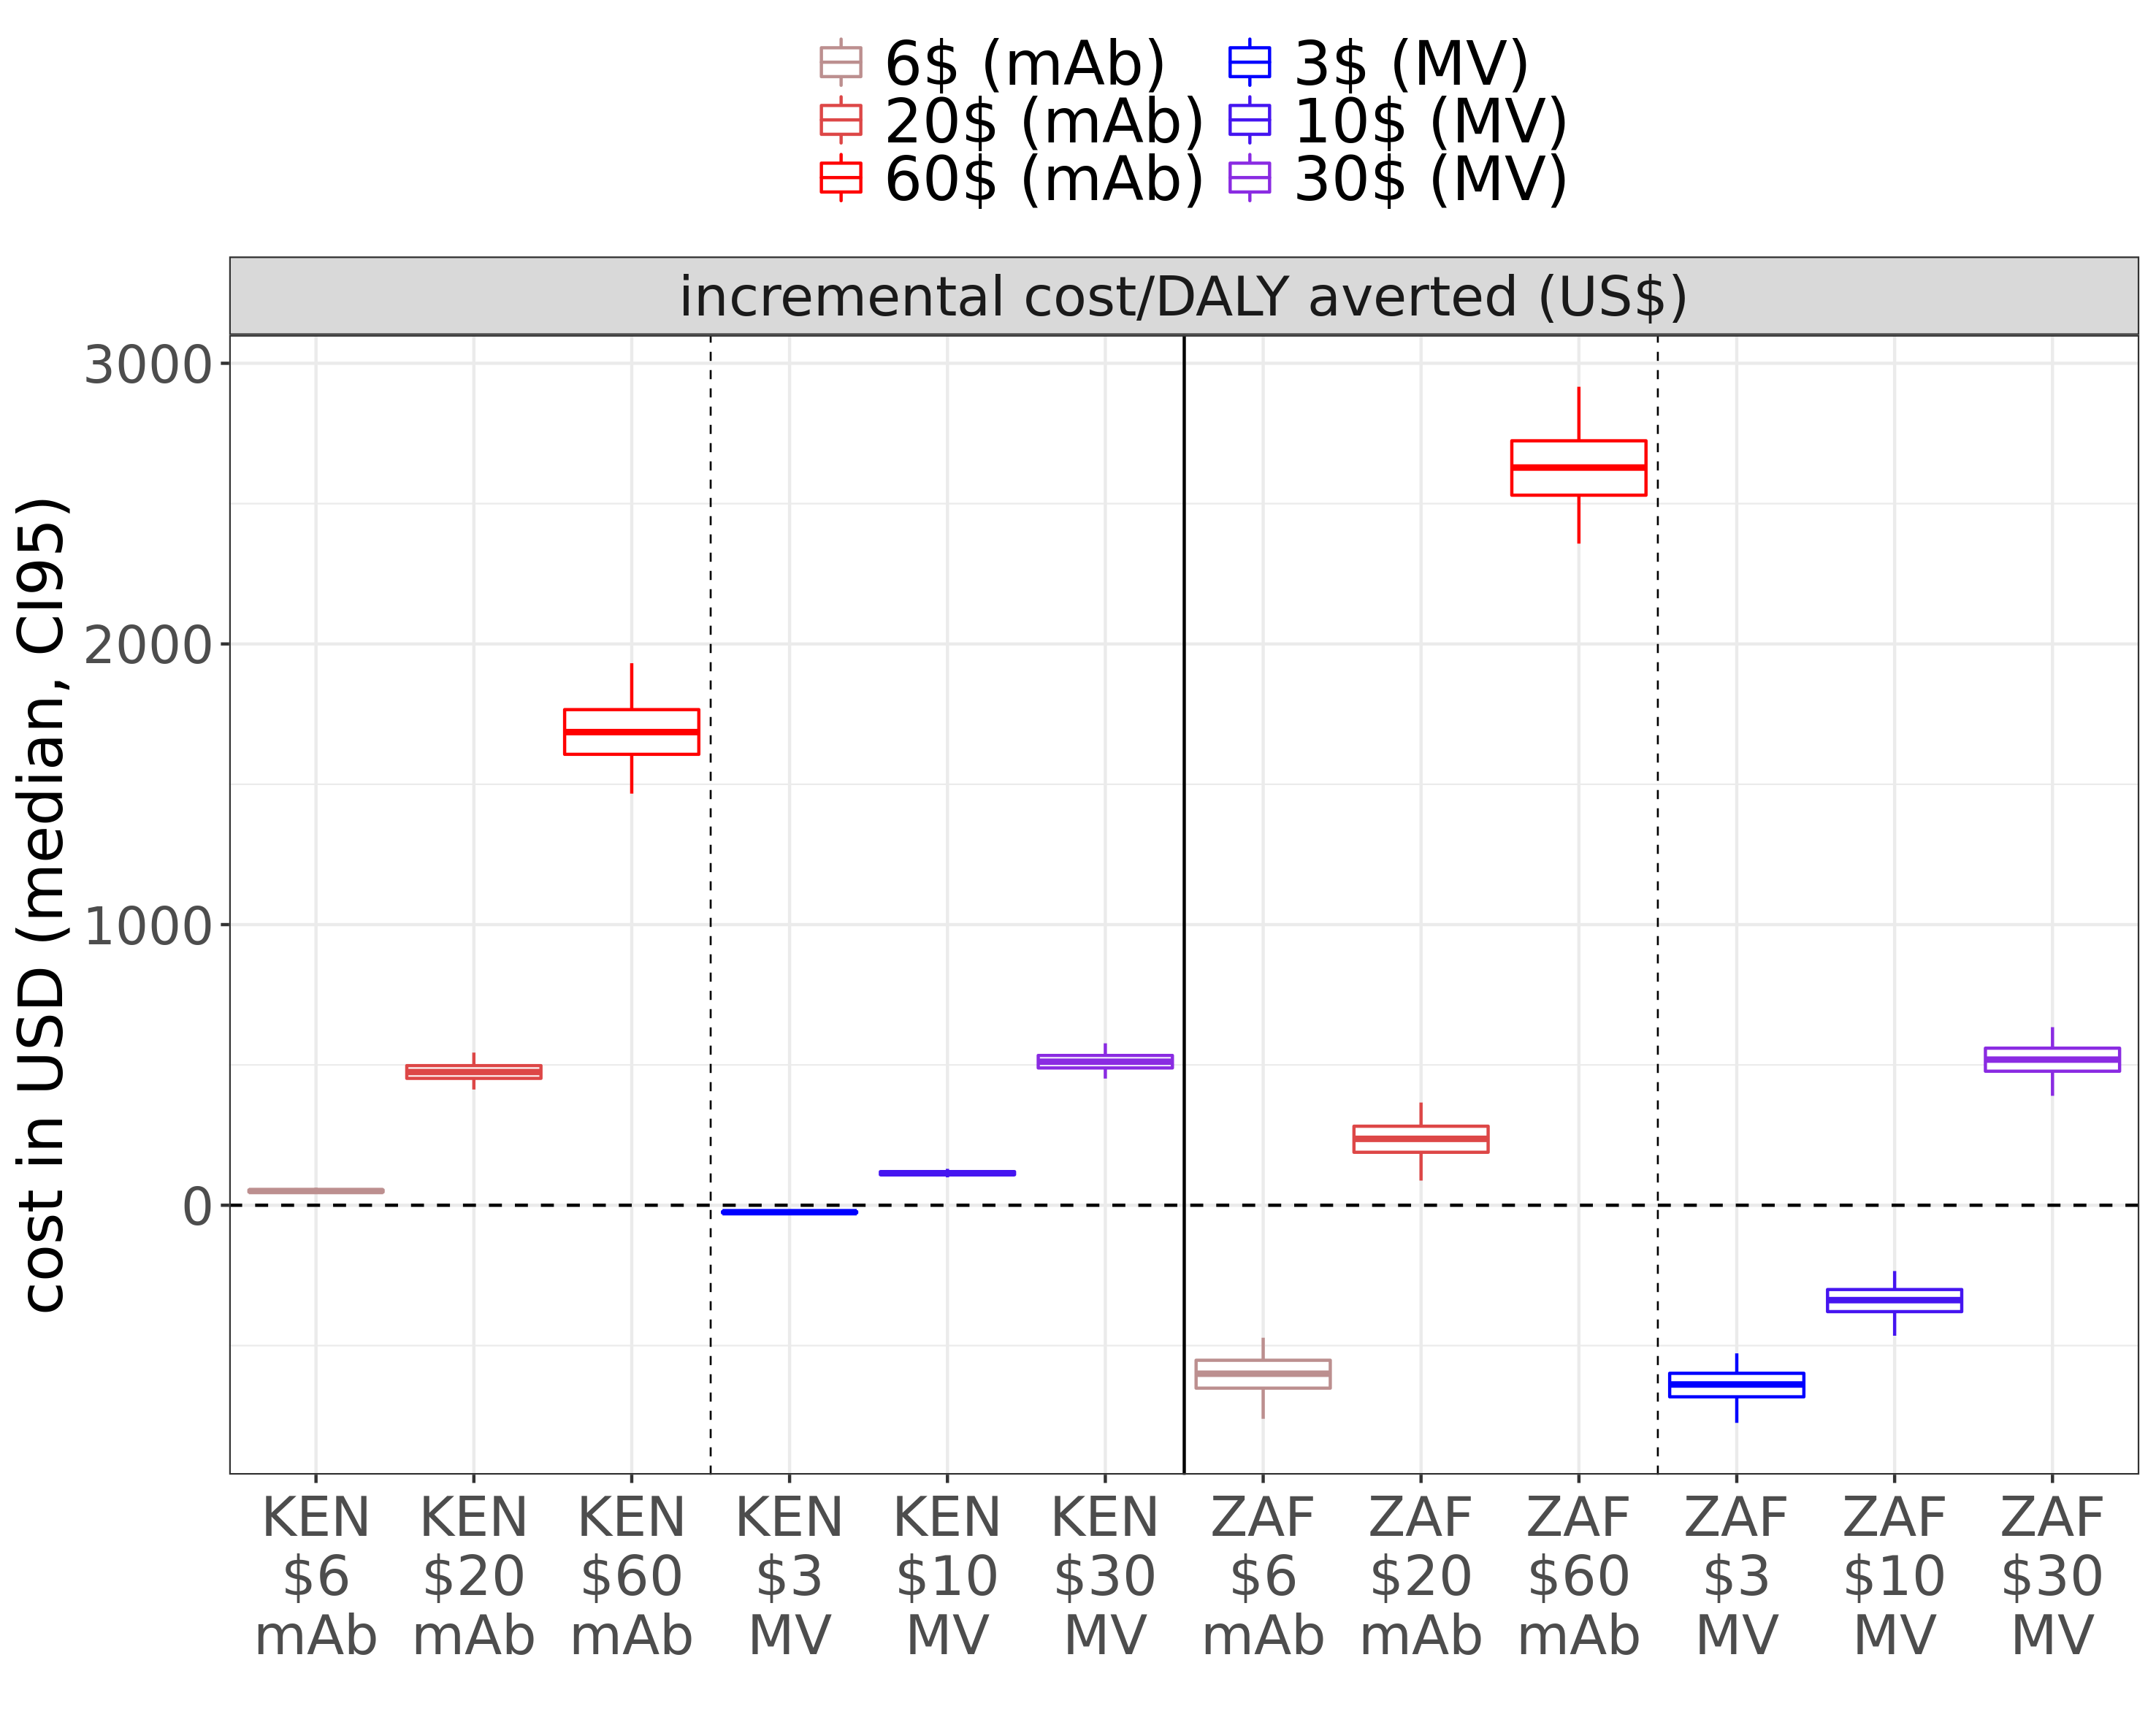 6$ (mAb) 3$ (MV)
20$ (mAb) 10$ (MV)
60$ (mAb) 30$ (MV)
incremental cost/DALY averted (US$)
cost in USD (median, CI95)
3000
2000
1000
0
KEN KEN KEN KEN KEN KEN ZAF ZAF ZAF ZAF ZAF ZAF
$6 $20 $60 $3 $10 $30 $6 $20 $60 $3 $10 $30
mAb mAb mAb MV MV MV mAb mAb mAb MV MV MV